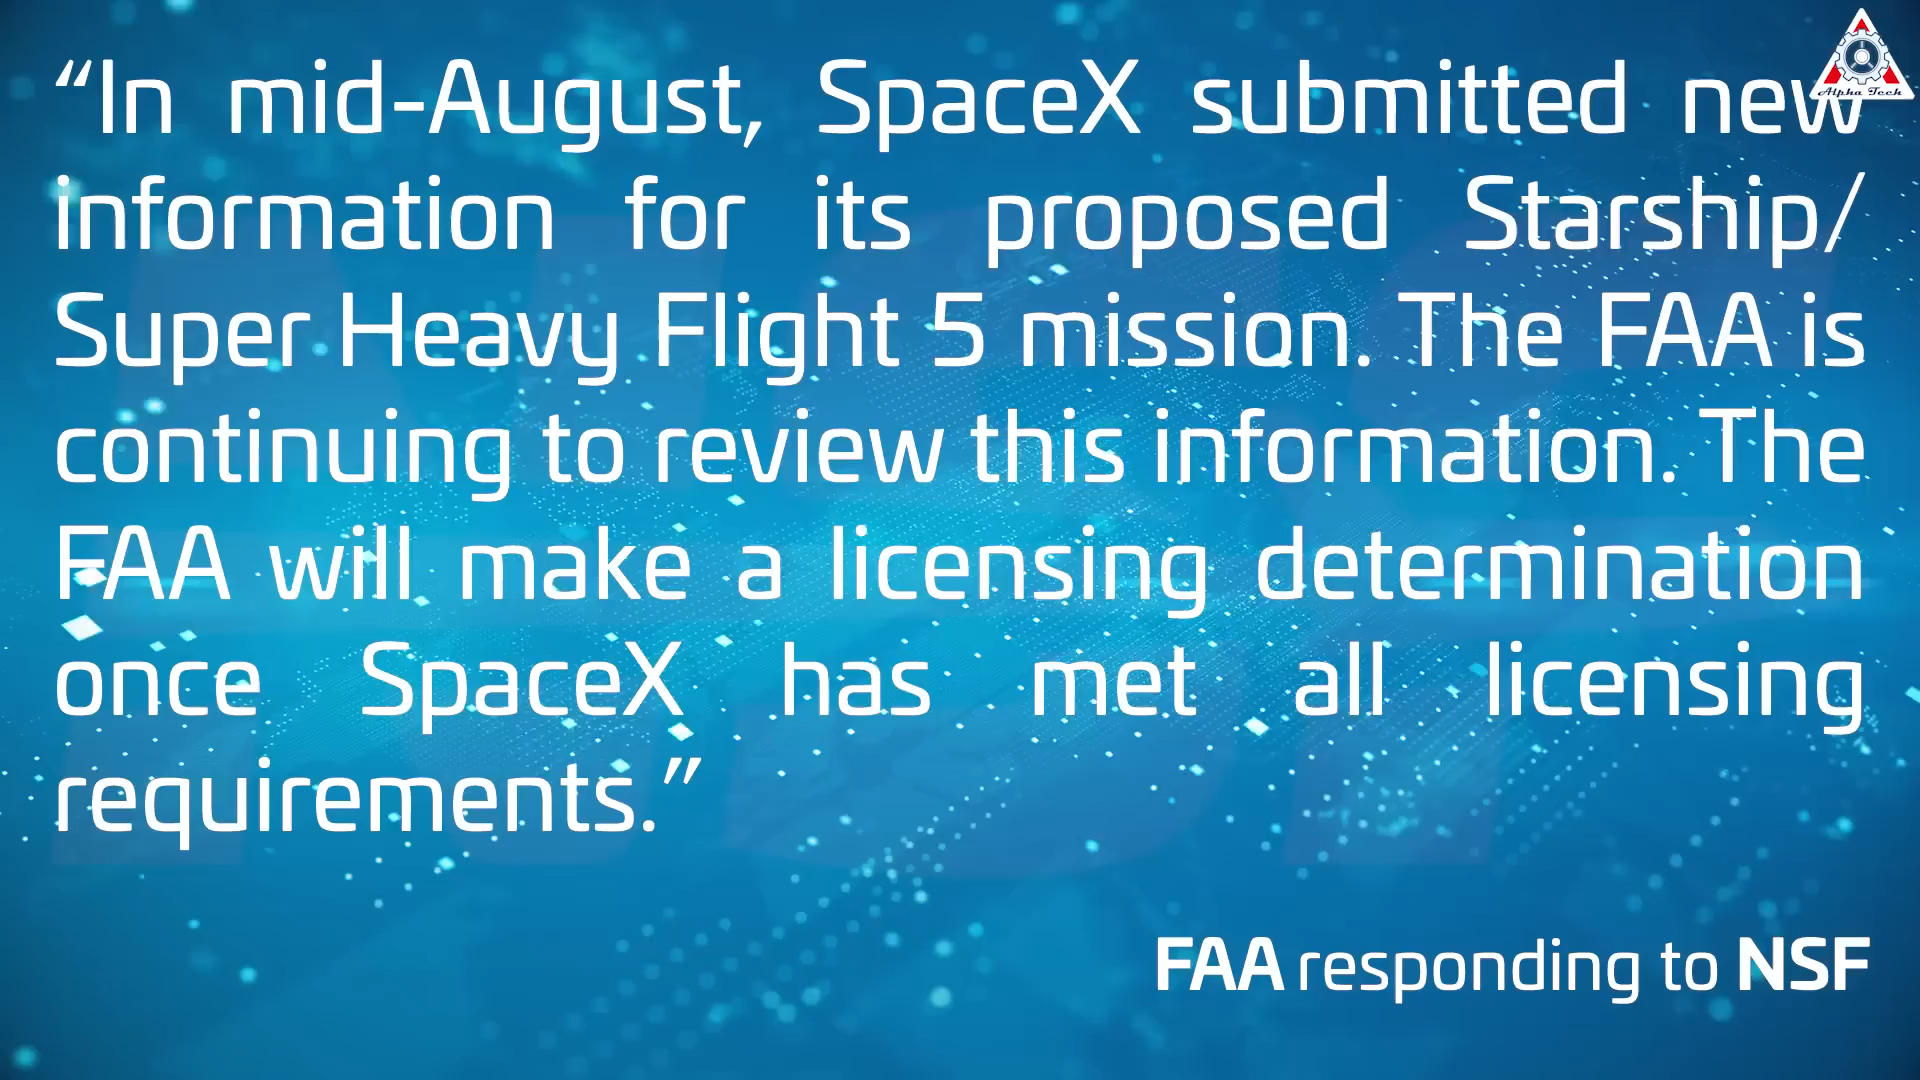 “In mid-August, SpaceX submitted new
information for its proposed Starship/
Super Heavy Flight 5 mission. The FAA is
continuing to review this information. The
FAA will make a licensing determination
once SpaceX has met all licensing
requirements.”
FAA responding to NSF
Alpha Tech